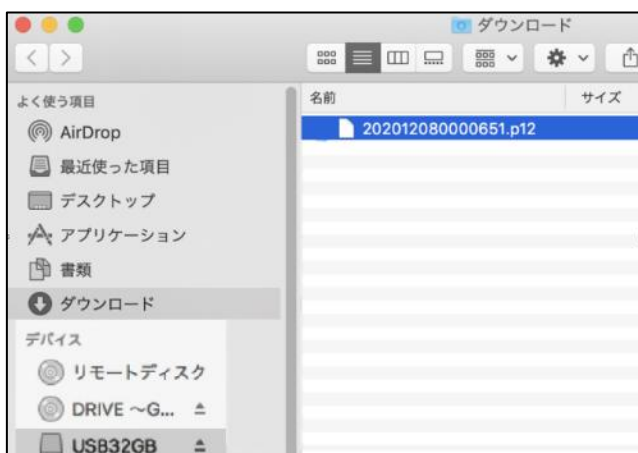 ダウンロード
よく使う項目
AirDrop
最近使った項目
デスクトップ
アプリケーション
書類
ダウンロード
デバイス
リモートディスク
DRIVE ～G...
USB32GB
名前 サイズ
202012080000651.p12